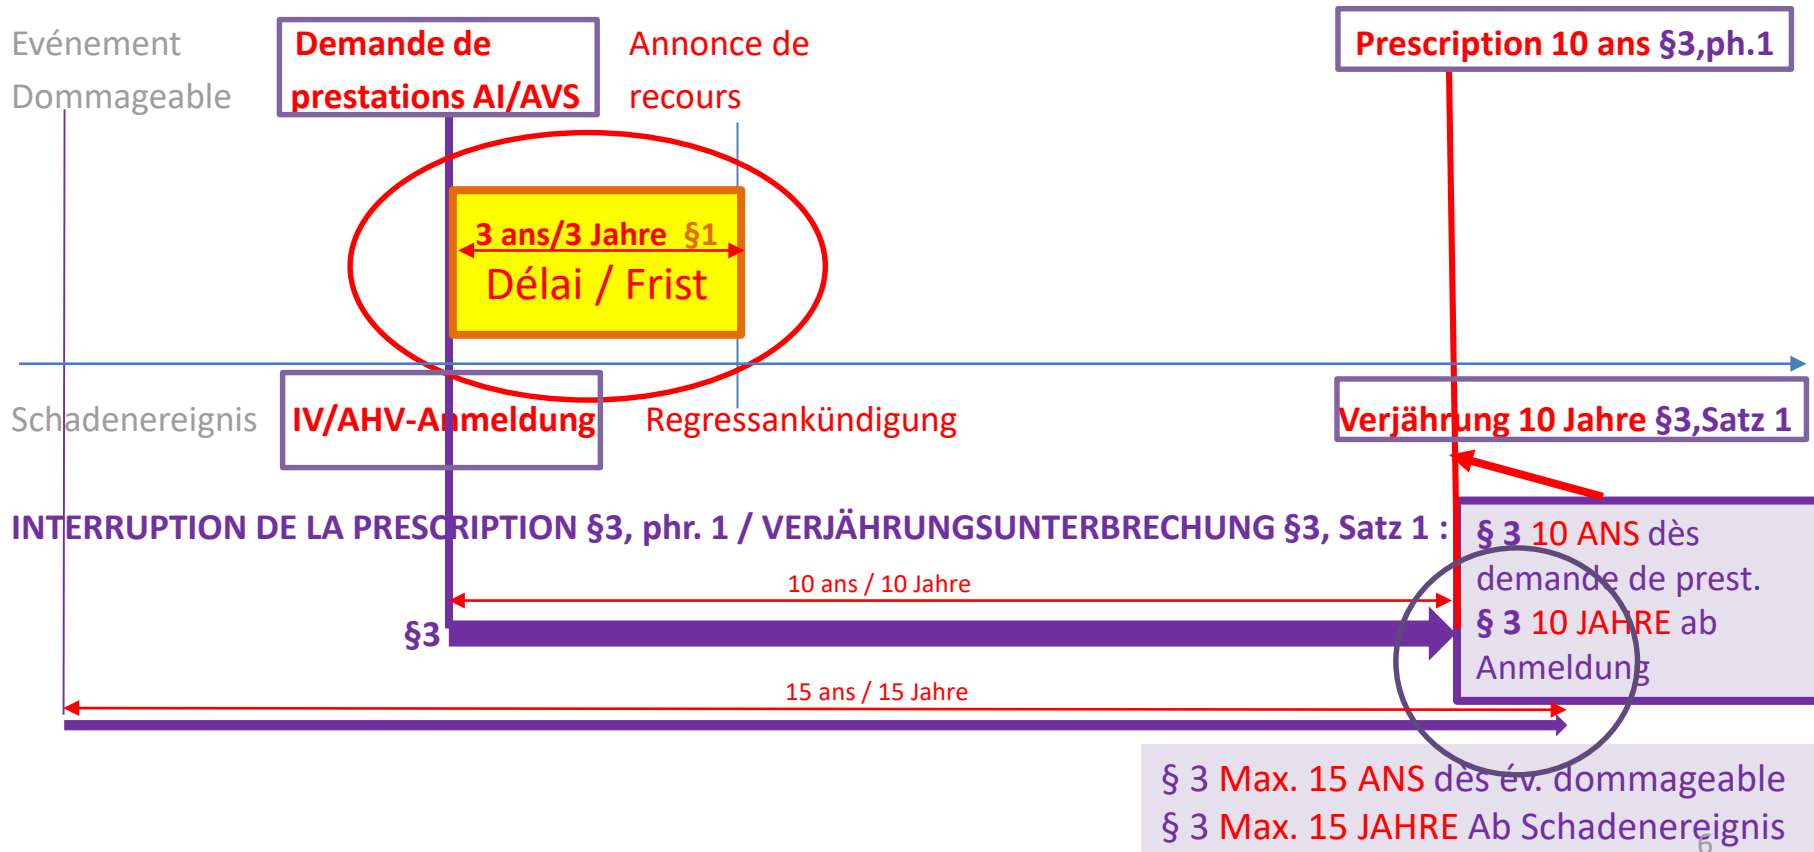 Evénement
Dommageable
Demande de
prestations AI/AVS
Annonce de
recours
Prescription 10 ans §3,ph.1
3 ans/3 Jahre §1
Délai / Frist
Schadenereignis
IV/AHV-Anmeldung
Regressankündigung
Verjährung 10 Jahre §3,Satz 1
INTERRUPTION DE LA PRESCRIPTION §3, phr. 1 / VERJÄHRUNGSUNTERBRECHUNG §3, Satz 1 :
§ 3 10 ANS dès
demande de prest.
§ 3 10 JAHRE ab
Anmeldung
10 ans / 10 Jahre
§3
15 ans / 15 Jahre
§ 3 Max. 15 ANS dès év. dommageable
§ 3 Max. 15 JAHRE Ab Schadenereignis
6